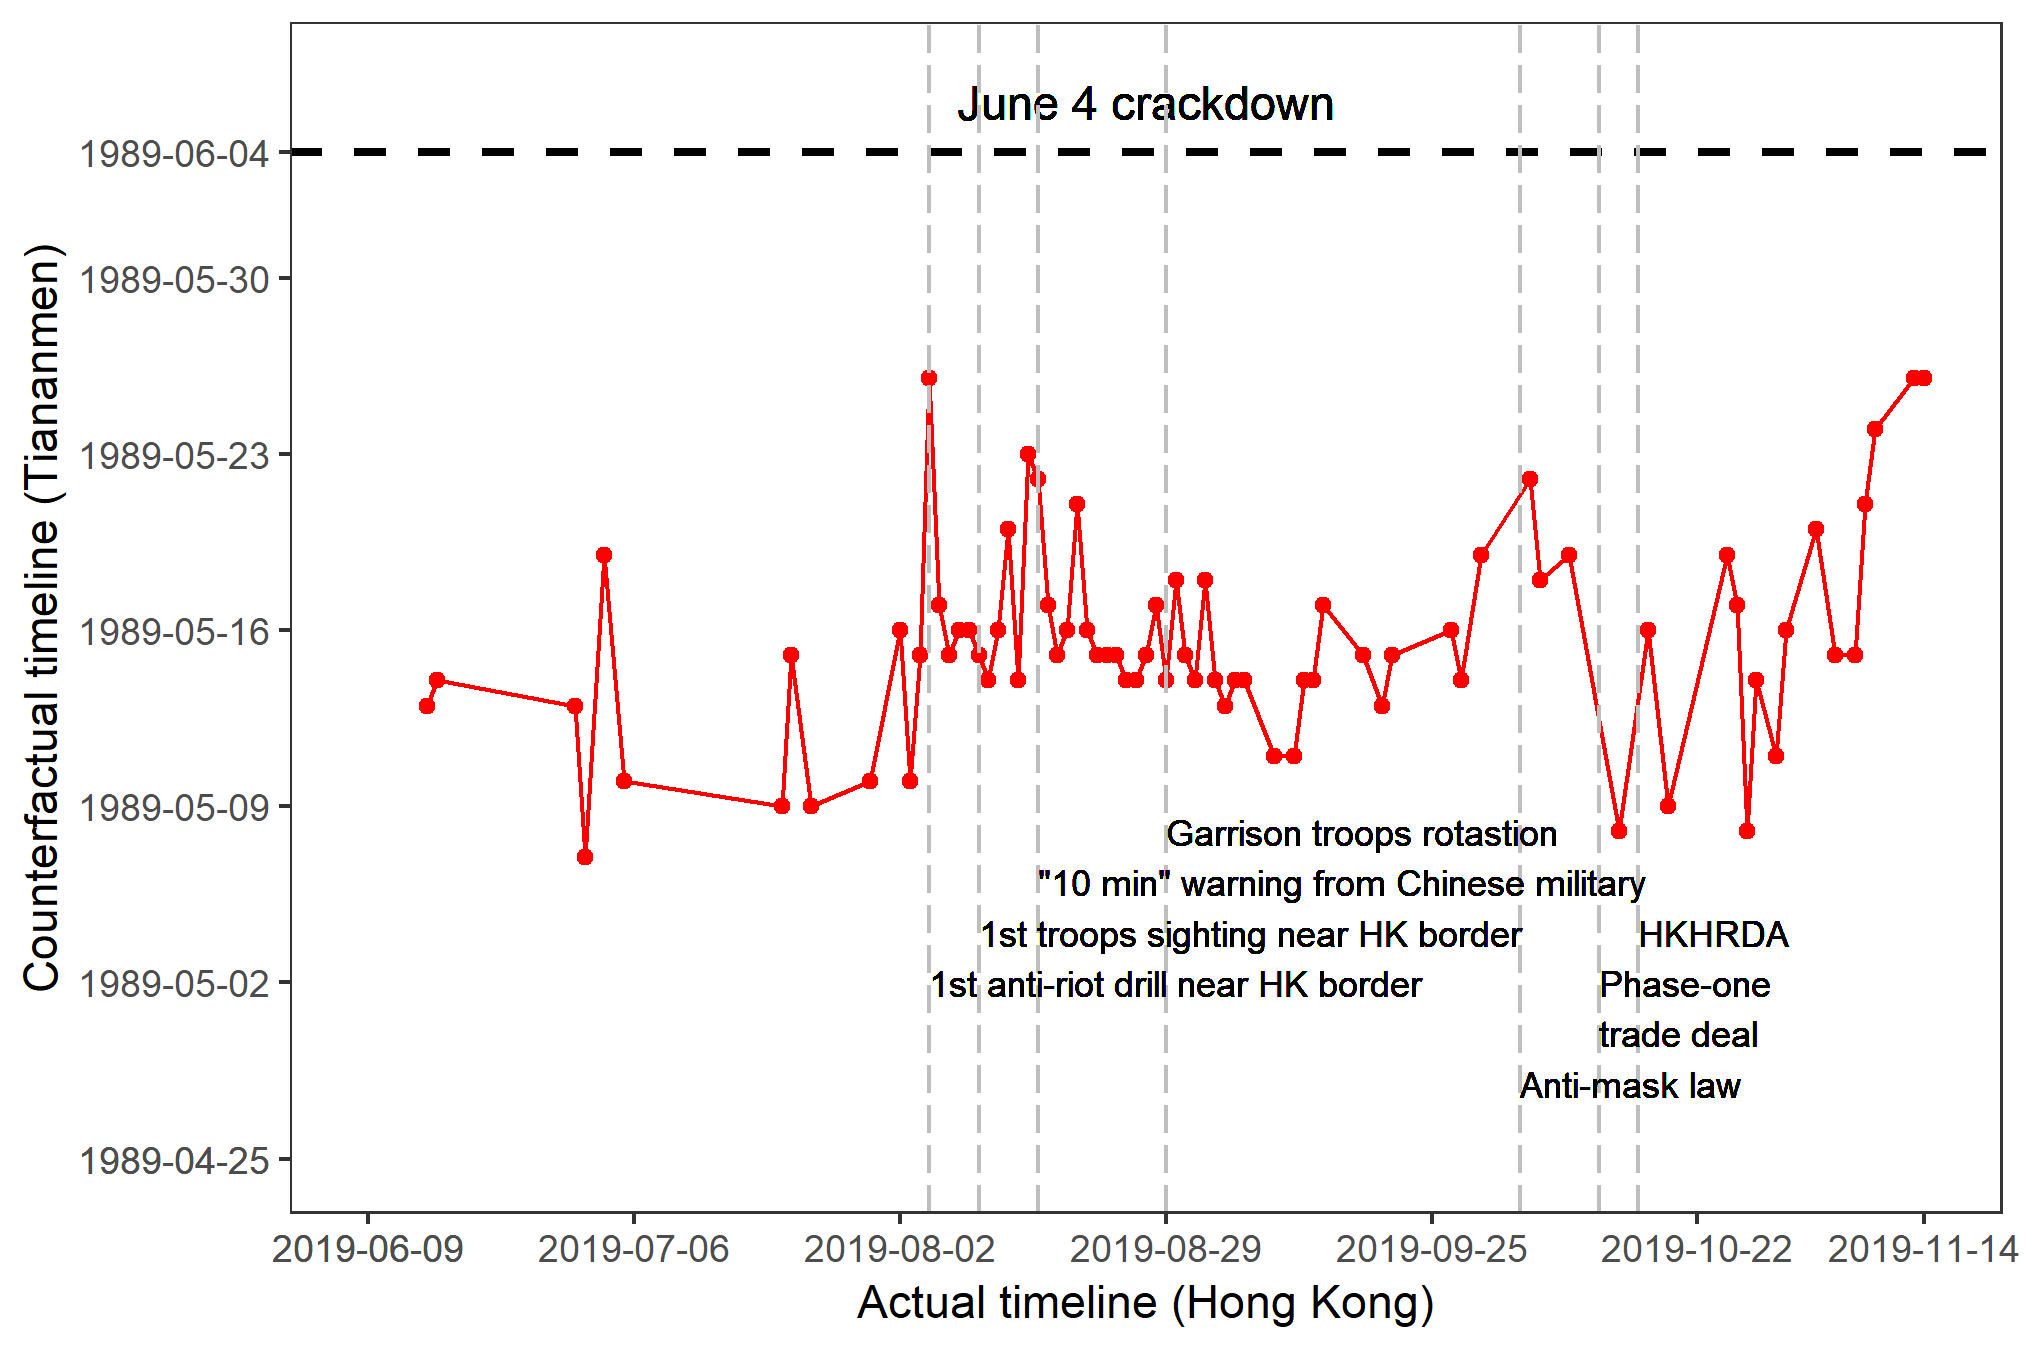 June 4 crackdown
1989-06-04
1989-05-30
1989-05-23
1989-05-16
1989-05-09
1989-05-02
1989-04-25
Counterfactual timeline (Tiananmen)
Garrison troops rotastion
"10 min" warning from Chinese military
1st troops sighting near HK border
HKHRDA
1st anti-riot drill near HK border
Phase-one
trade deal
Anti-mask law
2019-06-09
2019-07-06
2019-08-02
2019-08-29
2019-09-25
2019-10-22
2019-11-14
Actual timeline (Hong Kong)